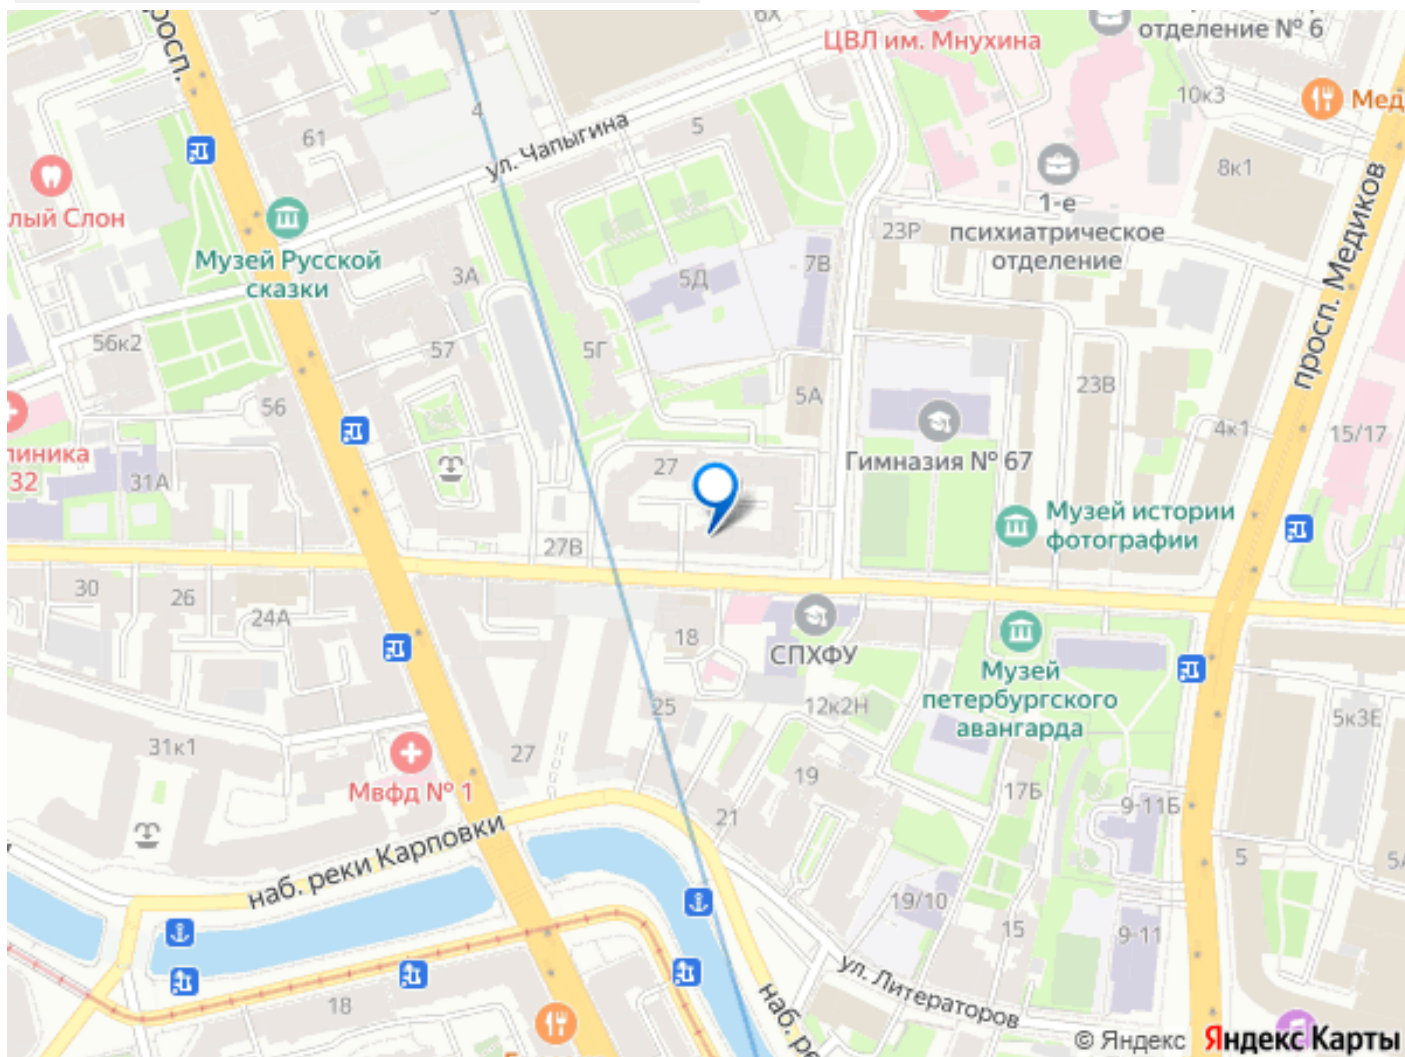 6Х
отделение № 6
ЦВЛ им. Мнухина
просп.
4
10к3
Мед
61
ул. Чапыгина
5
8к1
лый Слон
1-е
психиатрическое
отделение
23Р
просп. Медиков
Музей Русской
сказки
3А
5Д
7В
56к2
57
5Г
5А
23В
56
4к1
15/17
линика
32
31А
27
Гимназия № 67
Музей истории
фотографии
27В
30
26
24А
18
СПХФУ
Музей
петербургского
авангарда
25
12к2Н
5к3Е
31к1
27
Мвфд № 1
19
17Б
9-11Б
21
наб. реки Карповки
5
5А
19/10
15
9-11
ул. Литераторов
18
наб. ре
© Яндекс Яндекс Карты